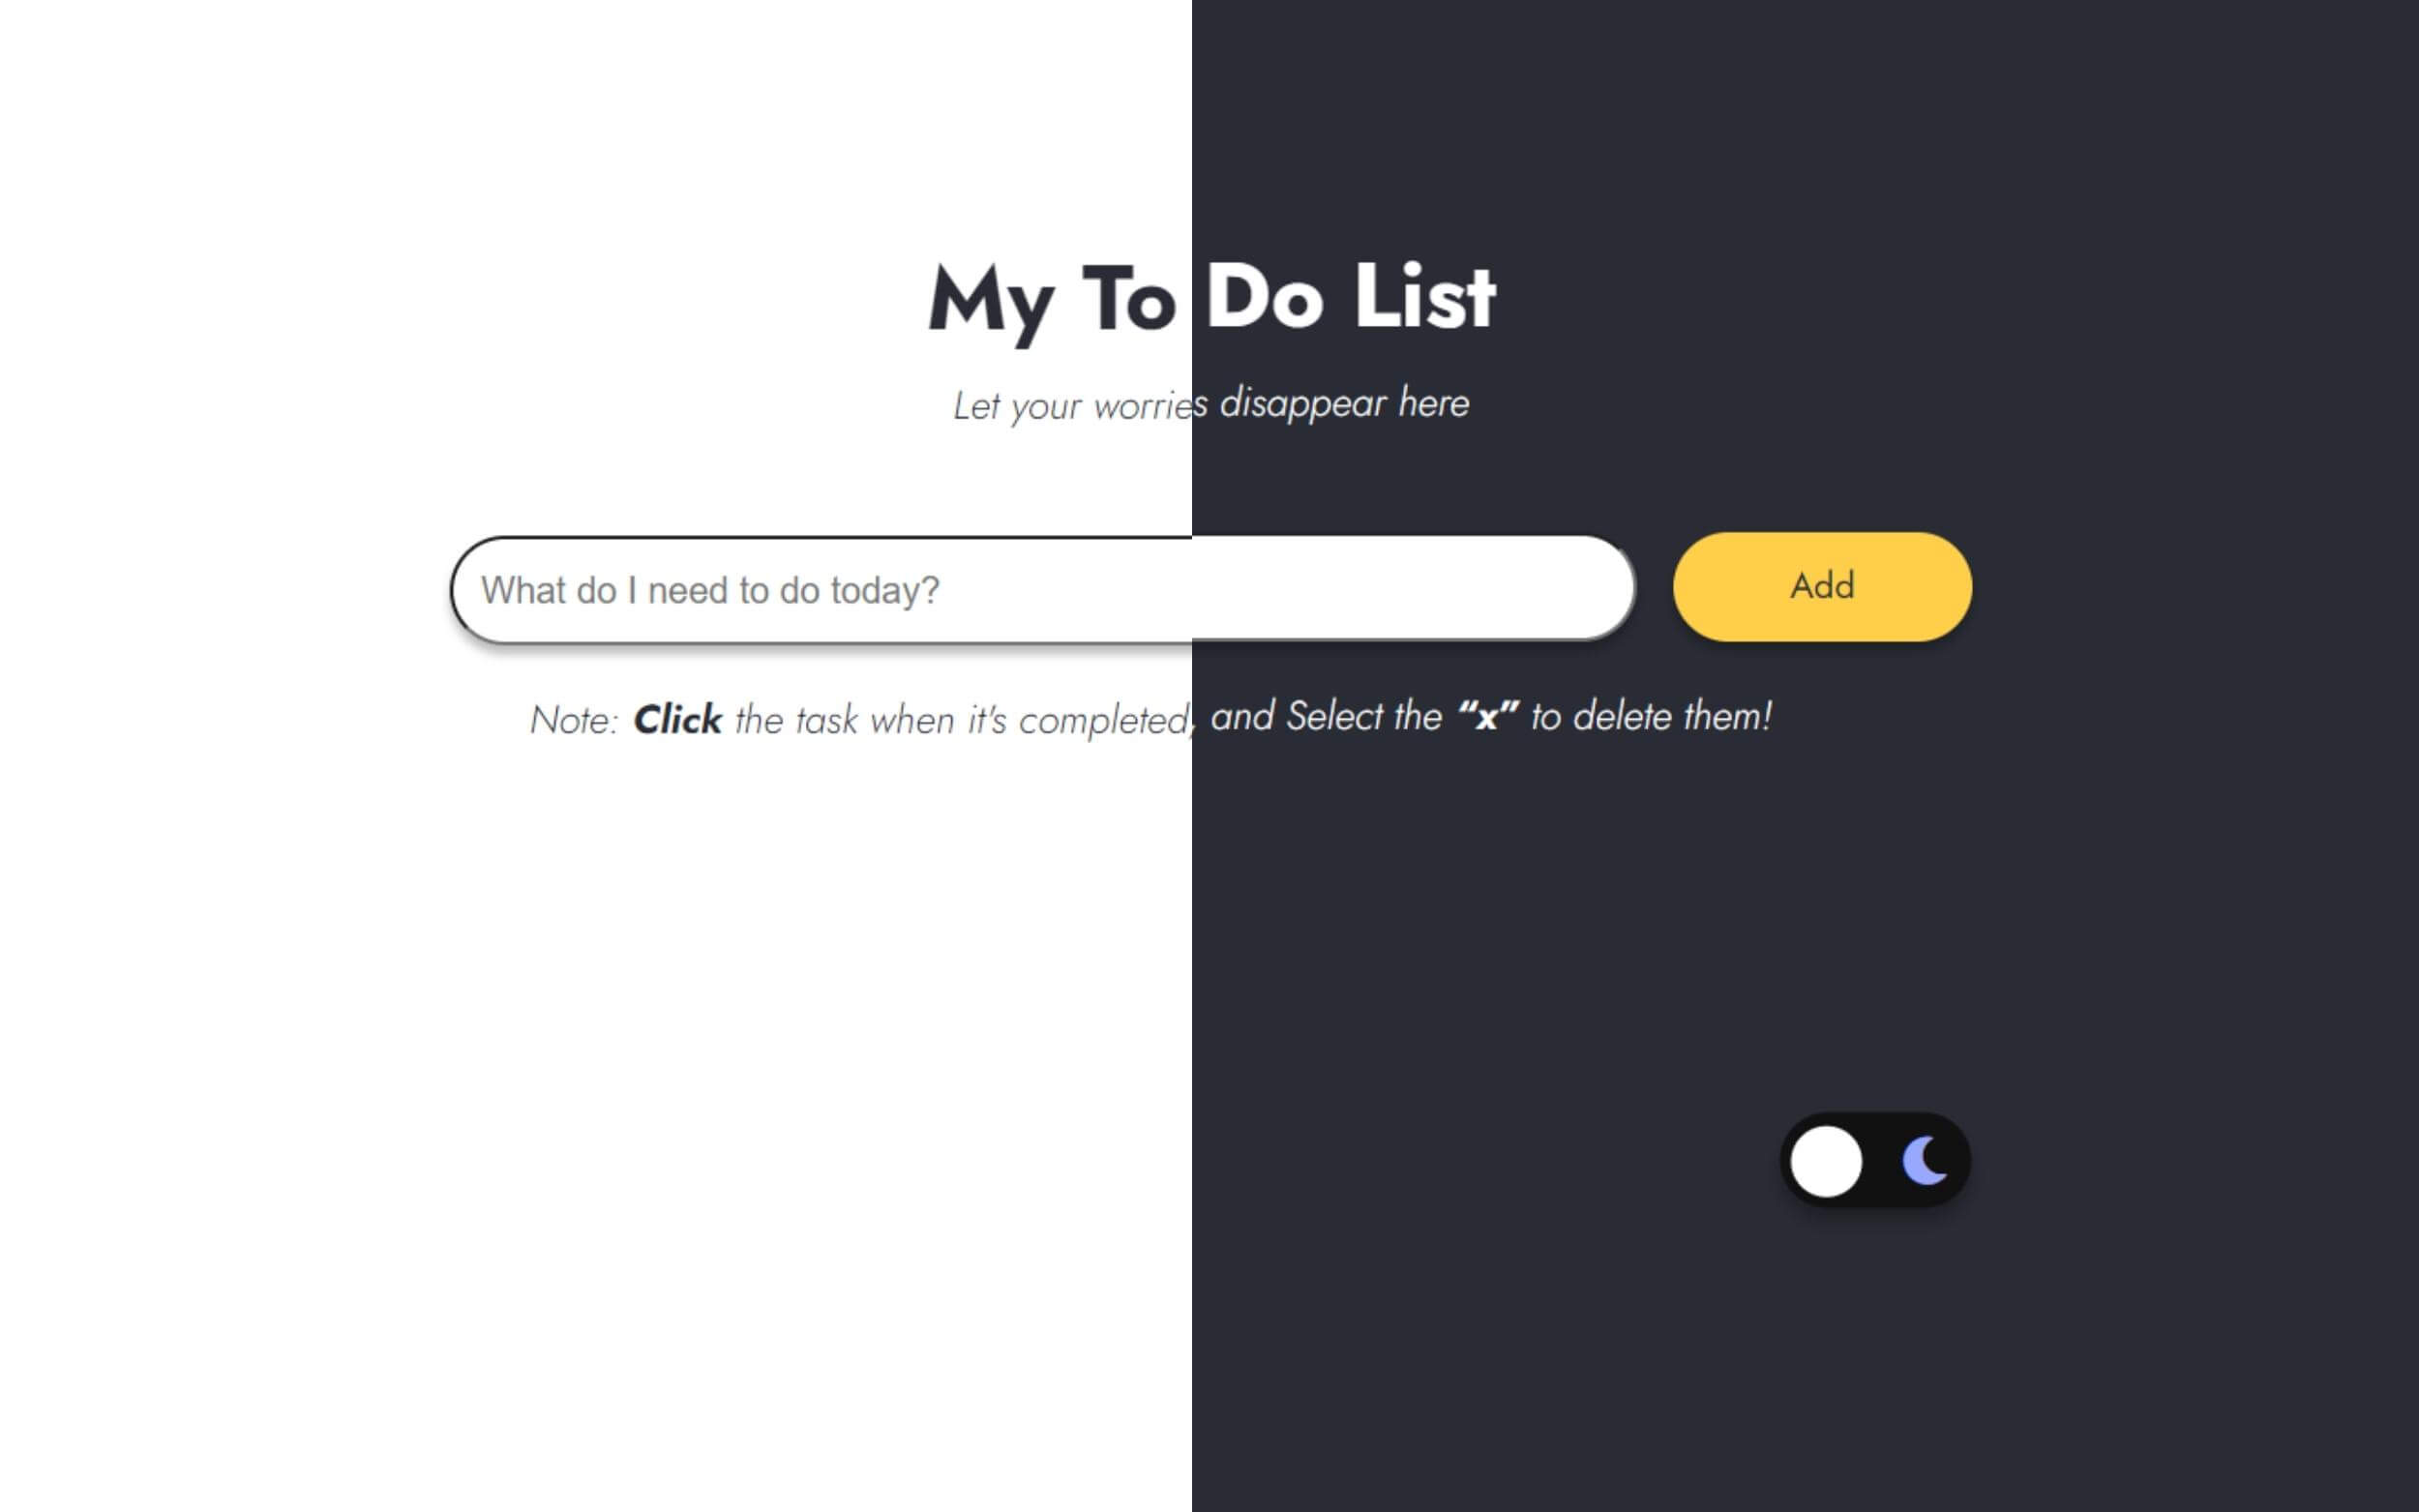 My To Do List
Let your worries disappear here
What do I need to do today?
Add
Note: Click the task when it's completed, and Select the “x” to delete them!